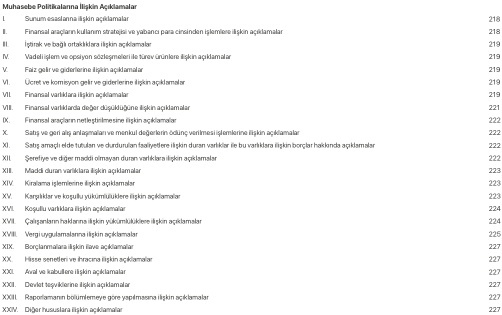 Muhasebe Politikalarına İlişkin Açıklamalar
I. Sunum esaslarına ilişkin açıklamalar 218
II. Finansal araçların kullanım stratejisi ve yabancı para cinsinden işlemlere ilişkin açıklamalar 218
III. İştirak ve bağlı ortaklıklara ilişkin açıklamalar 219
IV. Vadeli işlem ve opsiyon sözleşmeleri ile türev ürünlere ilişkin açıklamalar 219
V. Faiz gelir ve giderlerine ilişkin açıklamalar 219
VI. Ücret ve komisyon gelir ve giderlerine ilişkin açıklamalar 219
VII. Finansal varlıklara ilişkin açıklamalar 219
VIII. Finansal varlıklarda değer düşüklüğüne ilişkin açıklamalar 221
IX. Finansal araçların netleştirilmesine ilişkin açıklamalar 222
X. Satış ve geri alış anlaşmaları ve menkul değerlerin ödünç verilmesi işlemlerine ilişkin açıklamalar 222
XI. Satış amaçlı elde tutulan ve durdurulan faaliyetlere ilişkin duran varlıklar ile bu varlıklara ilişkin borçlar hakkında açıklamalar 222
XII. Şerefiye ve diğer maddi olmayan duran varlıklara ilişkin açıklamalar 222
XIII. Maddi duran varlıklara ilişkin açıklamalar 223
XIV. Kiralama işlemlerine ilişkin açıklamalar 223
XV. Karşılıklar ve koşullu yükümlülüklere ilişkin açıklamalar 223
XVI. Koşullu varlıklara ilişkin açıklamalar 224
XVII. Çalışanların haklarına ilişkin yükümlülüklere ilişkin açıklamalar 224
XVIII. Vergi uygulamalarına ilişkin açıklamalar 225
XIX. Borçlanmalara ilişkin ilave açıklamalar 227
XX. Hisse senetleri ve ihracına ilişkin açıklamalar 227
XXI. Aval ve kabullere ilişkin açıklamalar 227
XXII. Devlet teşviklerine ilişkin açıklamalar 227
XXIII. Raporlamanın bölümlemeye göre yapılmasına ilişkin açıklamalar 227
XXIV. Diğer hususlara ilişkin açıklamalar 227